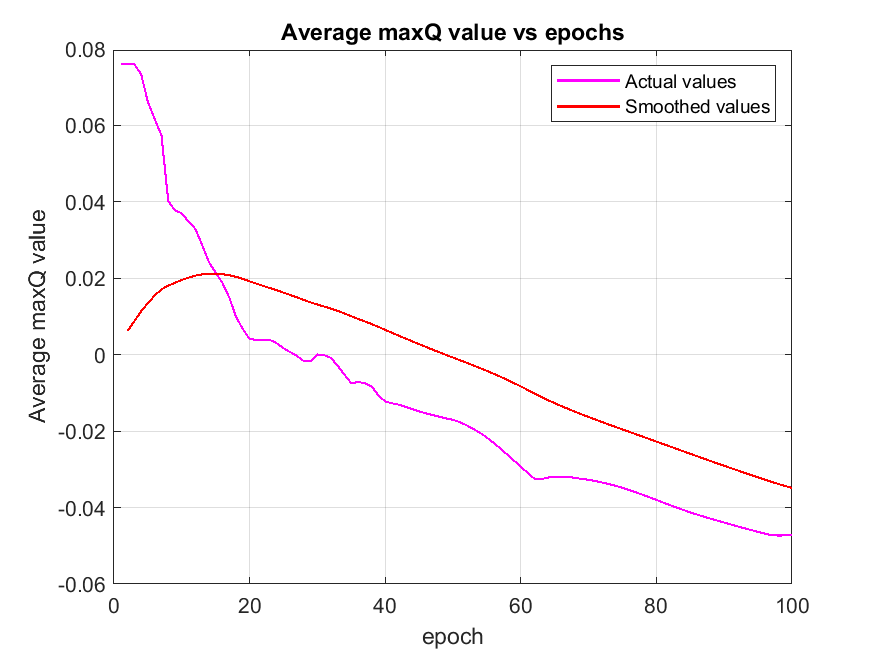 Average maxQ value vs epochs
Actual values
Smoothed values
0.08
0.06
0.04
0.02
0
-0.02
-0.04
-0.06
Average maxQ value
0 20 40 60 80 100
epoch